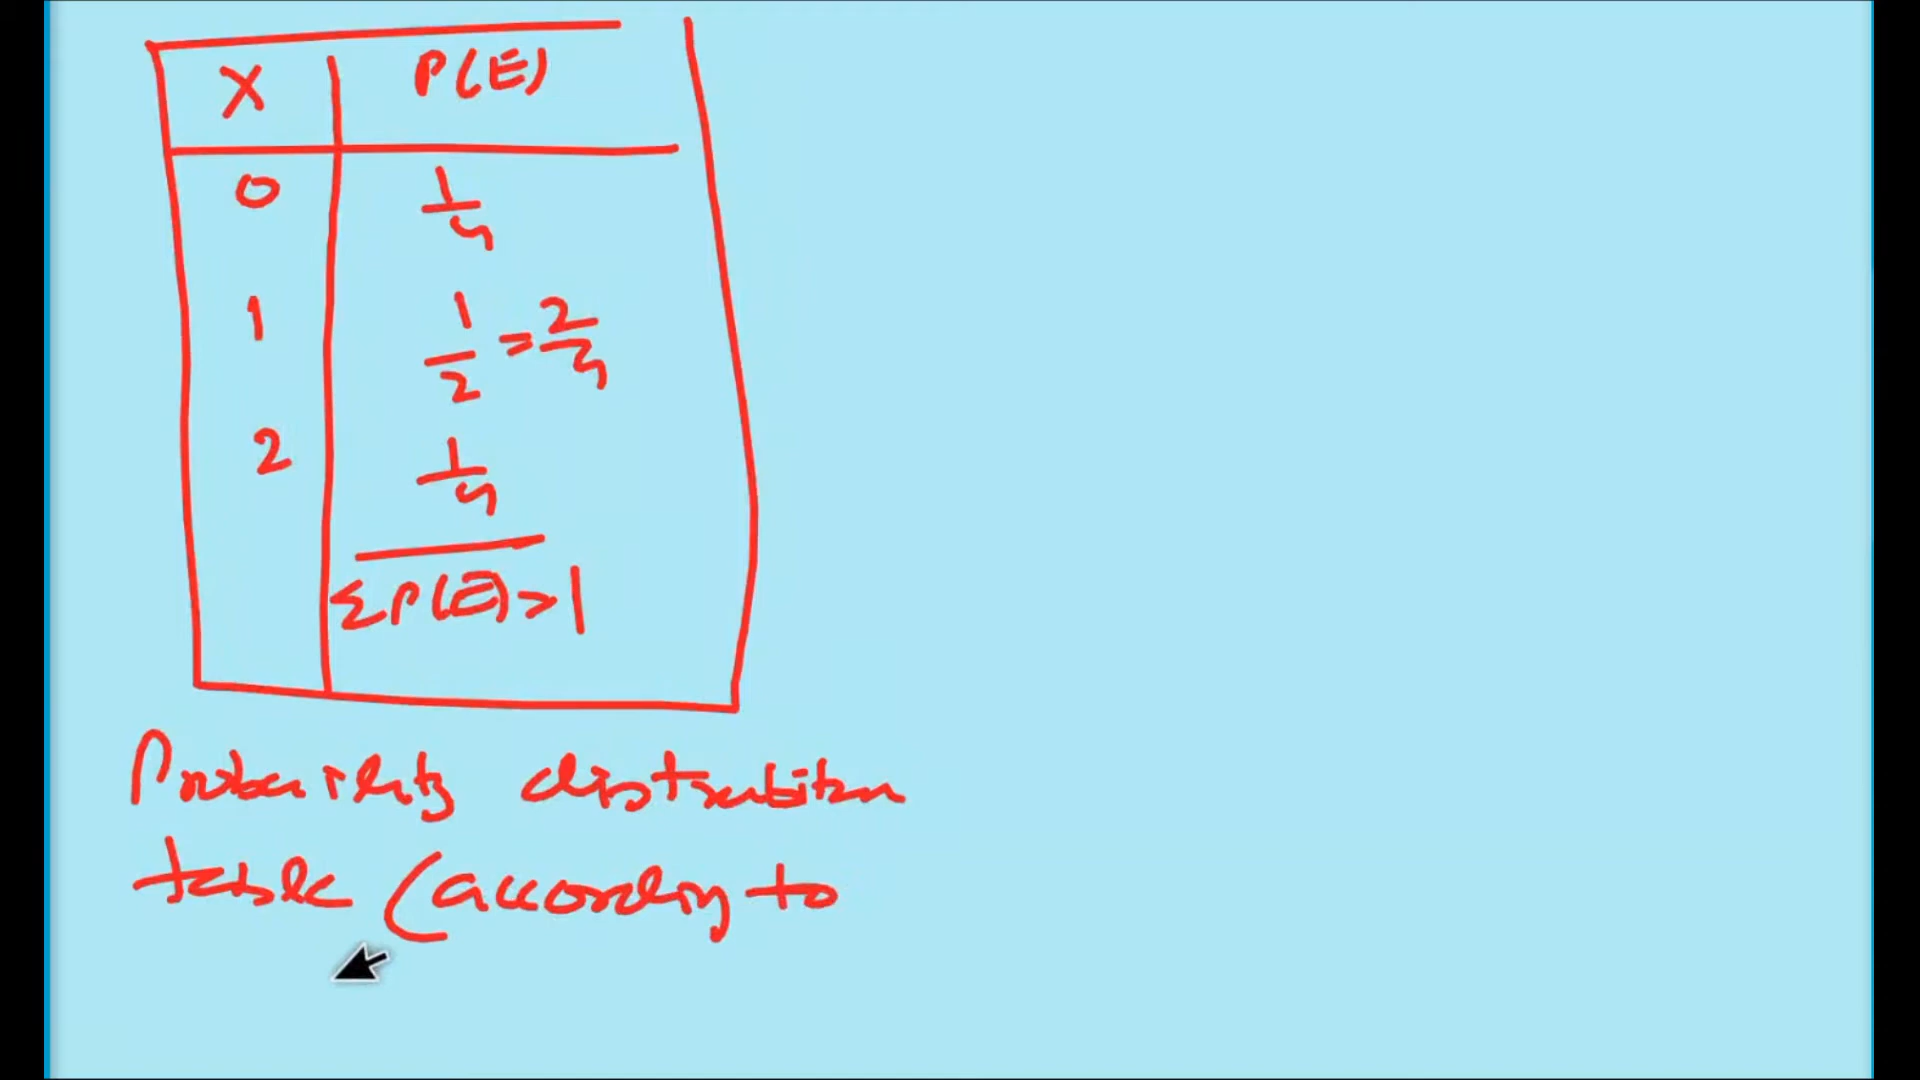 X P(E)
0 1/4
1 1/2 = 2/4
2 1/4
ΣP(E) = 1
Probability distribution
table (according to